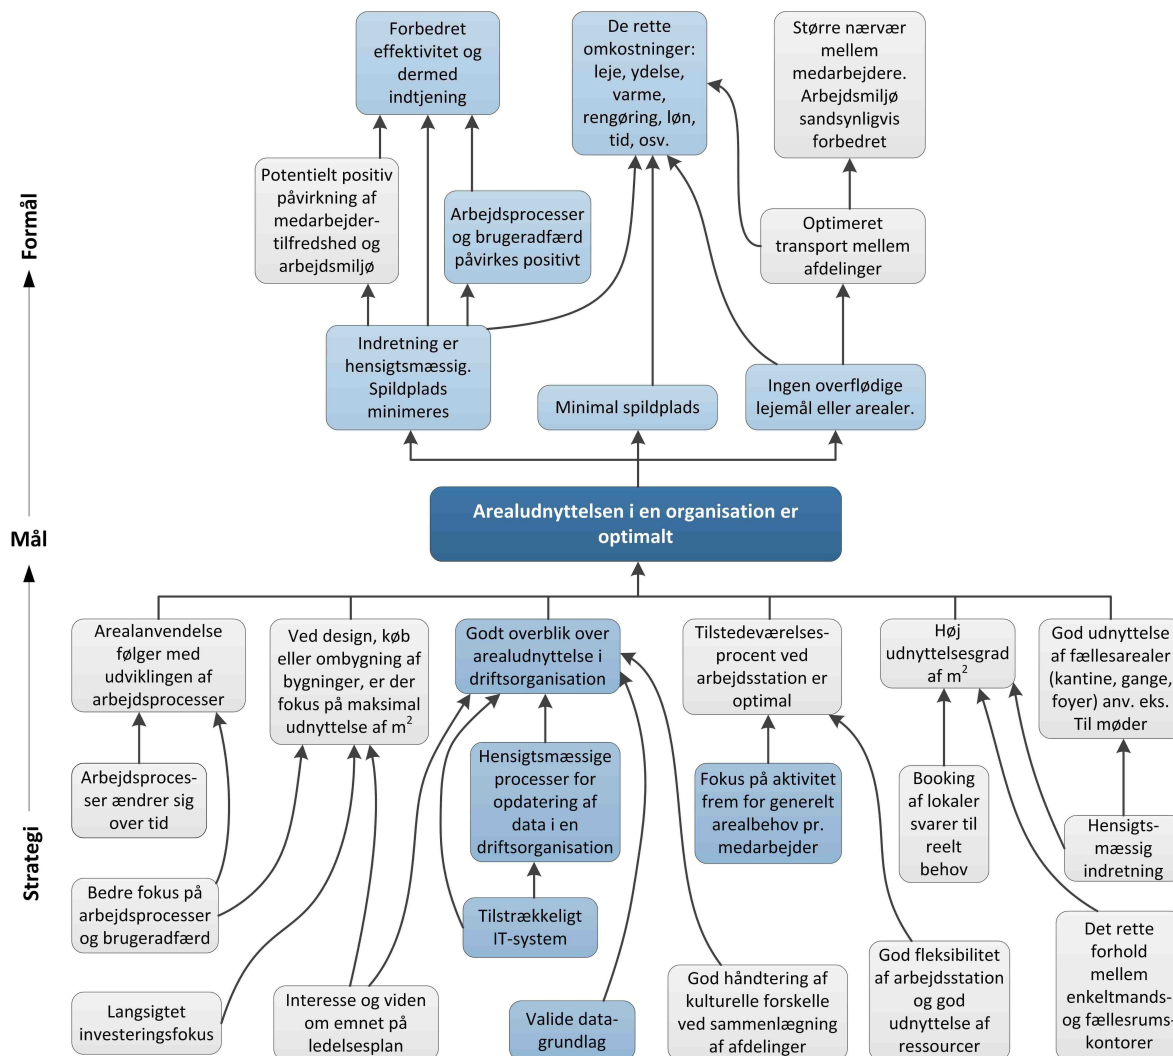 Forbedret
effektivitet og
dermed
indtjening
De rette
omkostninger:
leje, ydelse,
varme,
rengøring, løn,
tid, osv.
Større nærvær
mellem
medarbejdere.
Arbejdsmiljø
sandsynligvis
forbedret
Potentielt positiv
påvirkning af
medarbejder-
tilfredshed og
arbejdsmiljø
Arbejdsprocesser
og brugeradfærd
påvirkes positivt
Optimeret
transport mellem
afdelinger
Indretning er
hensigtsmæssig.
Spildplads
minimeres
Minimal spildplads
Ingen overflødige
lejemål eller arealer.
Formål
Mål
Strategi
Arealudnyttelsen i en organisation er
optimalt
Arealanvendelse
følger med
udviklingen af
arbejdsprocesser
Ved design, køb
eller ombygning af
bygninger, er der
fokus på maksimal
udnyttelse af m²
Godt overblik over
arealudnyttelse i
driftsorganisation
Tilstedeværelses-
procent ved
arbejdsstation er
optimal
Høj
udnyttelsesgrad
af m²
God udnyttelse
af fællesarealer
(kantine, gange,
foyer) anv. eks.
Til møder
Arbejdsproces-
ser ændrer sig
over tid
Hensigtsmæssige
processer for
opdatering af
data i en
driftsorganisation
Fokus på aktivitet
frem for generelt
arealbehov pr.
medarbejder
Booking
af lokaler
svarer til
reelt
behov
Hensigts-
mæssig
indretning
Bedre fokus på
arbejdsprocesser
og brugeradfærd
Tilstrækkeligt
IT-system
Langsigtet
investeringsfokus
Interesse og viden
om emnet på
ledelsesplan
Valide data-
grundlag
God håndtering af
kulturelle forskelle
ved sammenlægning
af afdelinger
God fleksibilitet
af arbejdsstation
og god
udnyttelse af
ressourcer
Det rette
forhold
mellem
enkeltmands-
og fællesrums-
kontorer